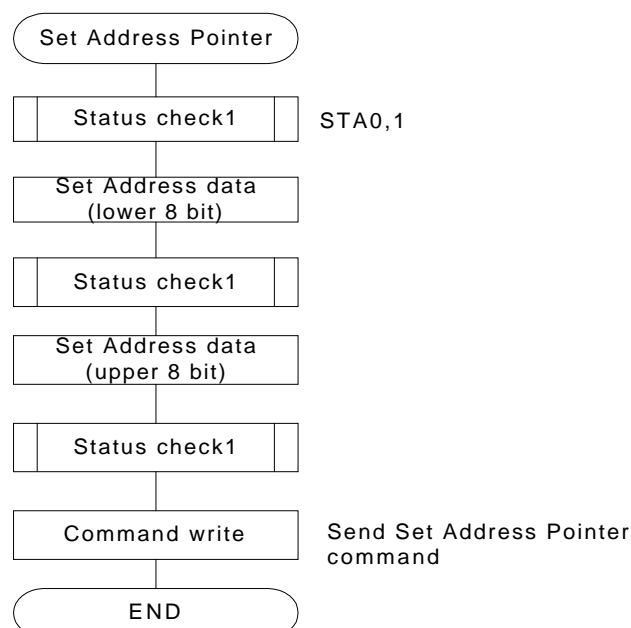 Set Address Pointer
Status check1
STA0,1
Set Address data
(lower 8 bit)
Status check1
Set Address data
(upper 8 bit)
Status check1
Command write
Send Set Address Pointer
command
END